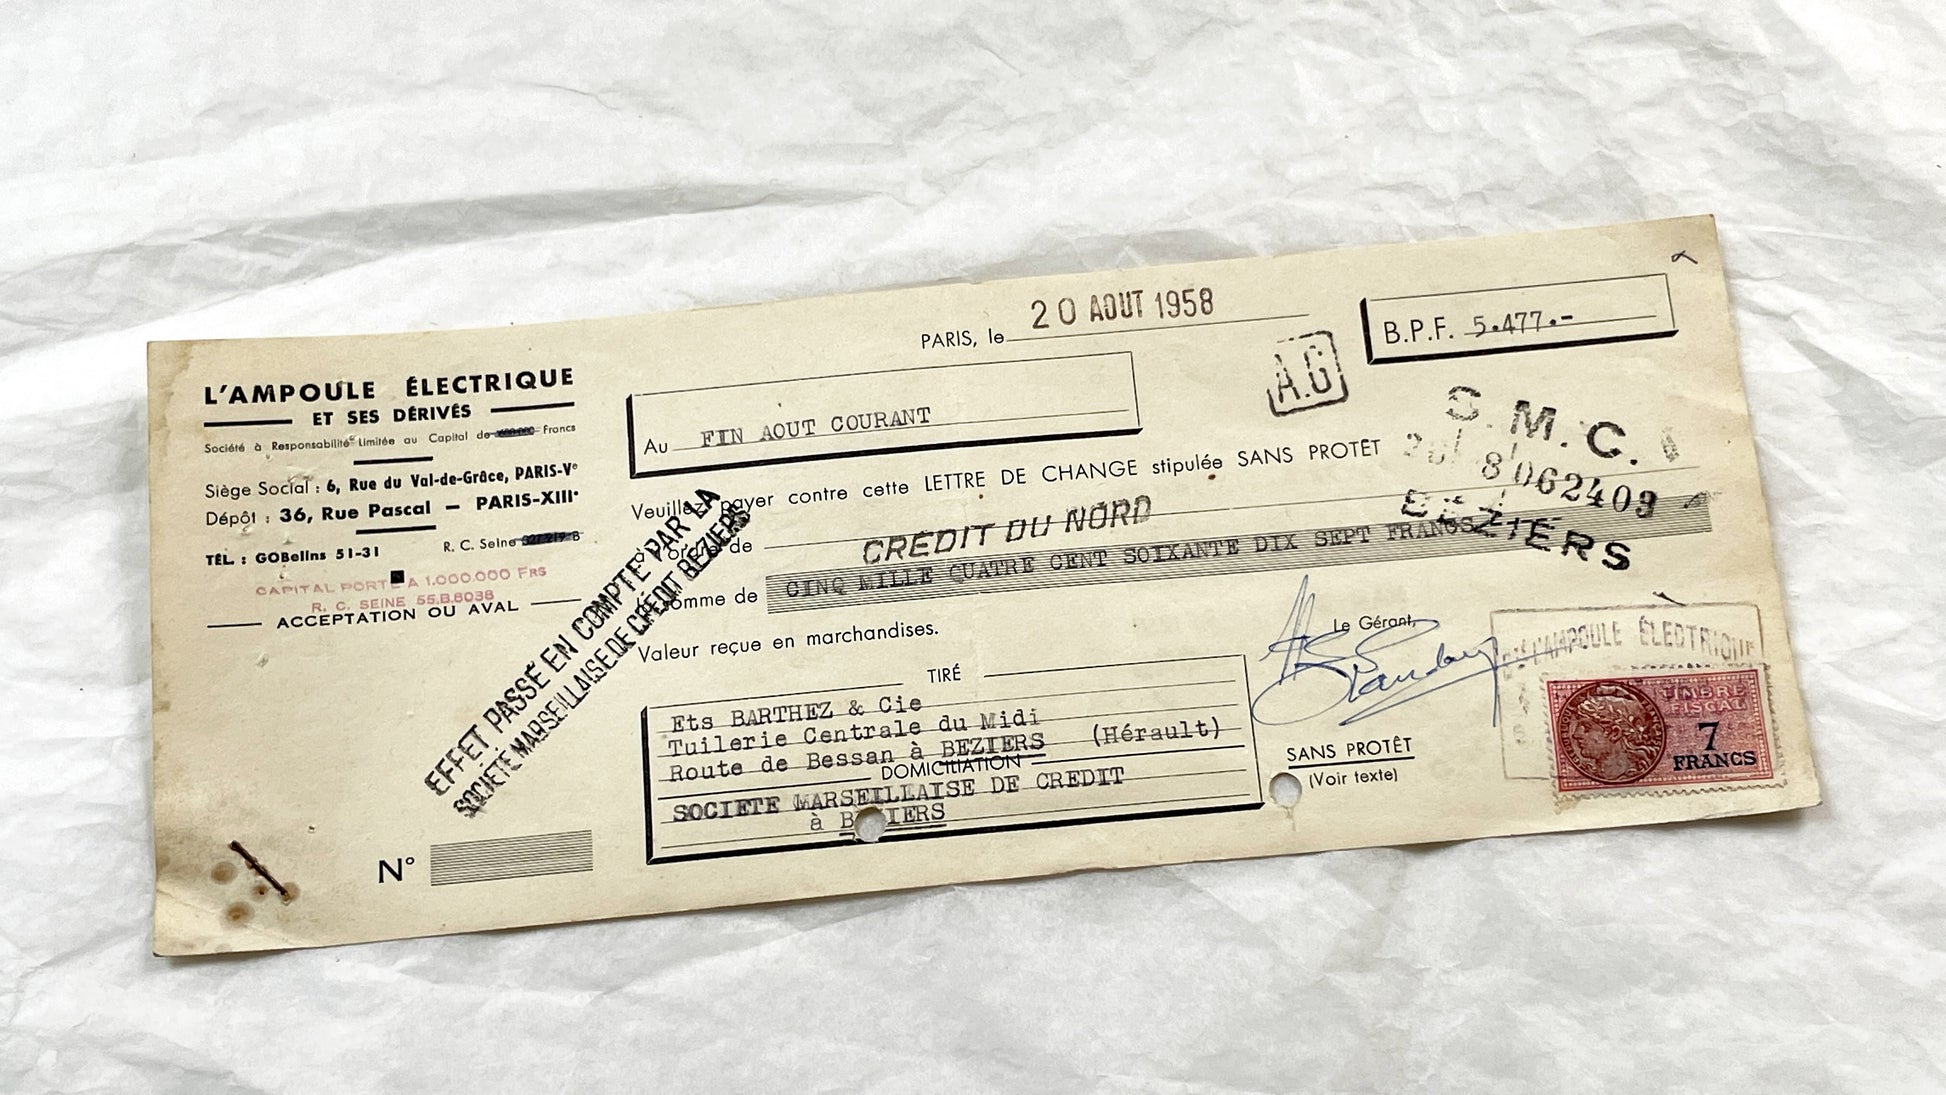 L'AMPOULE ÉLECTRIQUE
ET SES DÉRIVÉS
Société à Responsabilité Limitée au Capital de Francs
Siège Social : 6, Rue du Val-de-Grâce, PARIS-Ve
Dépôt : 36, Rue Pascal — PARIS-XIIIe
TÉL. : GOBelins 51-31
R. C. Seine
CAPITAL PORTÉ A 1.000.000 FRS
R. C. SEINE 55.B.8038
ACCEPTATION OU AVAL
EFFET PASSÉ EN COMPTE PAR LA
SOCIETE MARSEILLAISE DE CREDIT BEZIERS
N°
PARIS, le 20 AOUT 1958
B.P.F. 5.477.-
A.G
Au FIN AOUT COURANT
Veuillez payer contre cette LETTRE DE CHANGE stipulée SANS PROTÊT
à l'ordre de CREDIT DU NORD
la somme de CINQ MILLE QUATRE CENT SOIXANTE DIX SEPT FRANCS
Valeur reçue en marchandises.
S.M.C.
8 062409
BEZIERS
TIRÉ
Ets BARTHEZ & Cie
Tuilerie Centrale du Midi
Route de Bessan à BEZIERS (Hérault)
DOMICILIATION
SOCIETE MARSEILLAISE DE CREDIT
à BEZIERS
Le Gérant,
SANS PROTÊT
(Voir texte)
L'AMPOULE ÉLECTRIQUE
TIMBRE
FISCAL
7
FRANCS